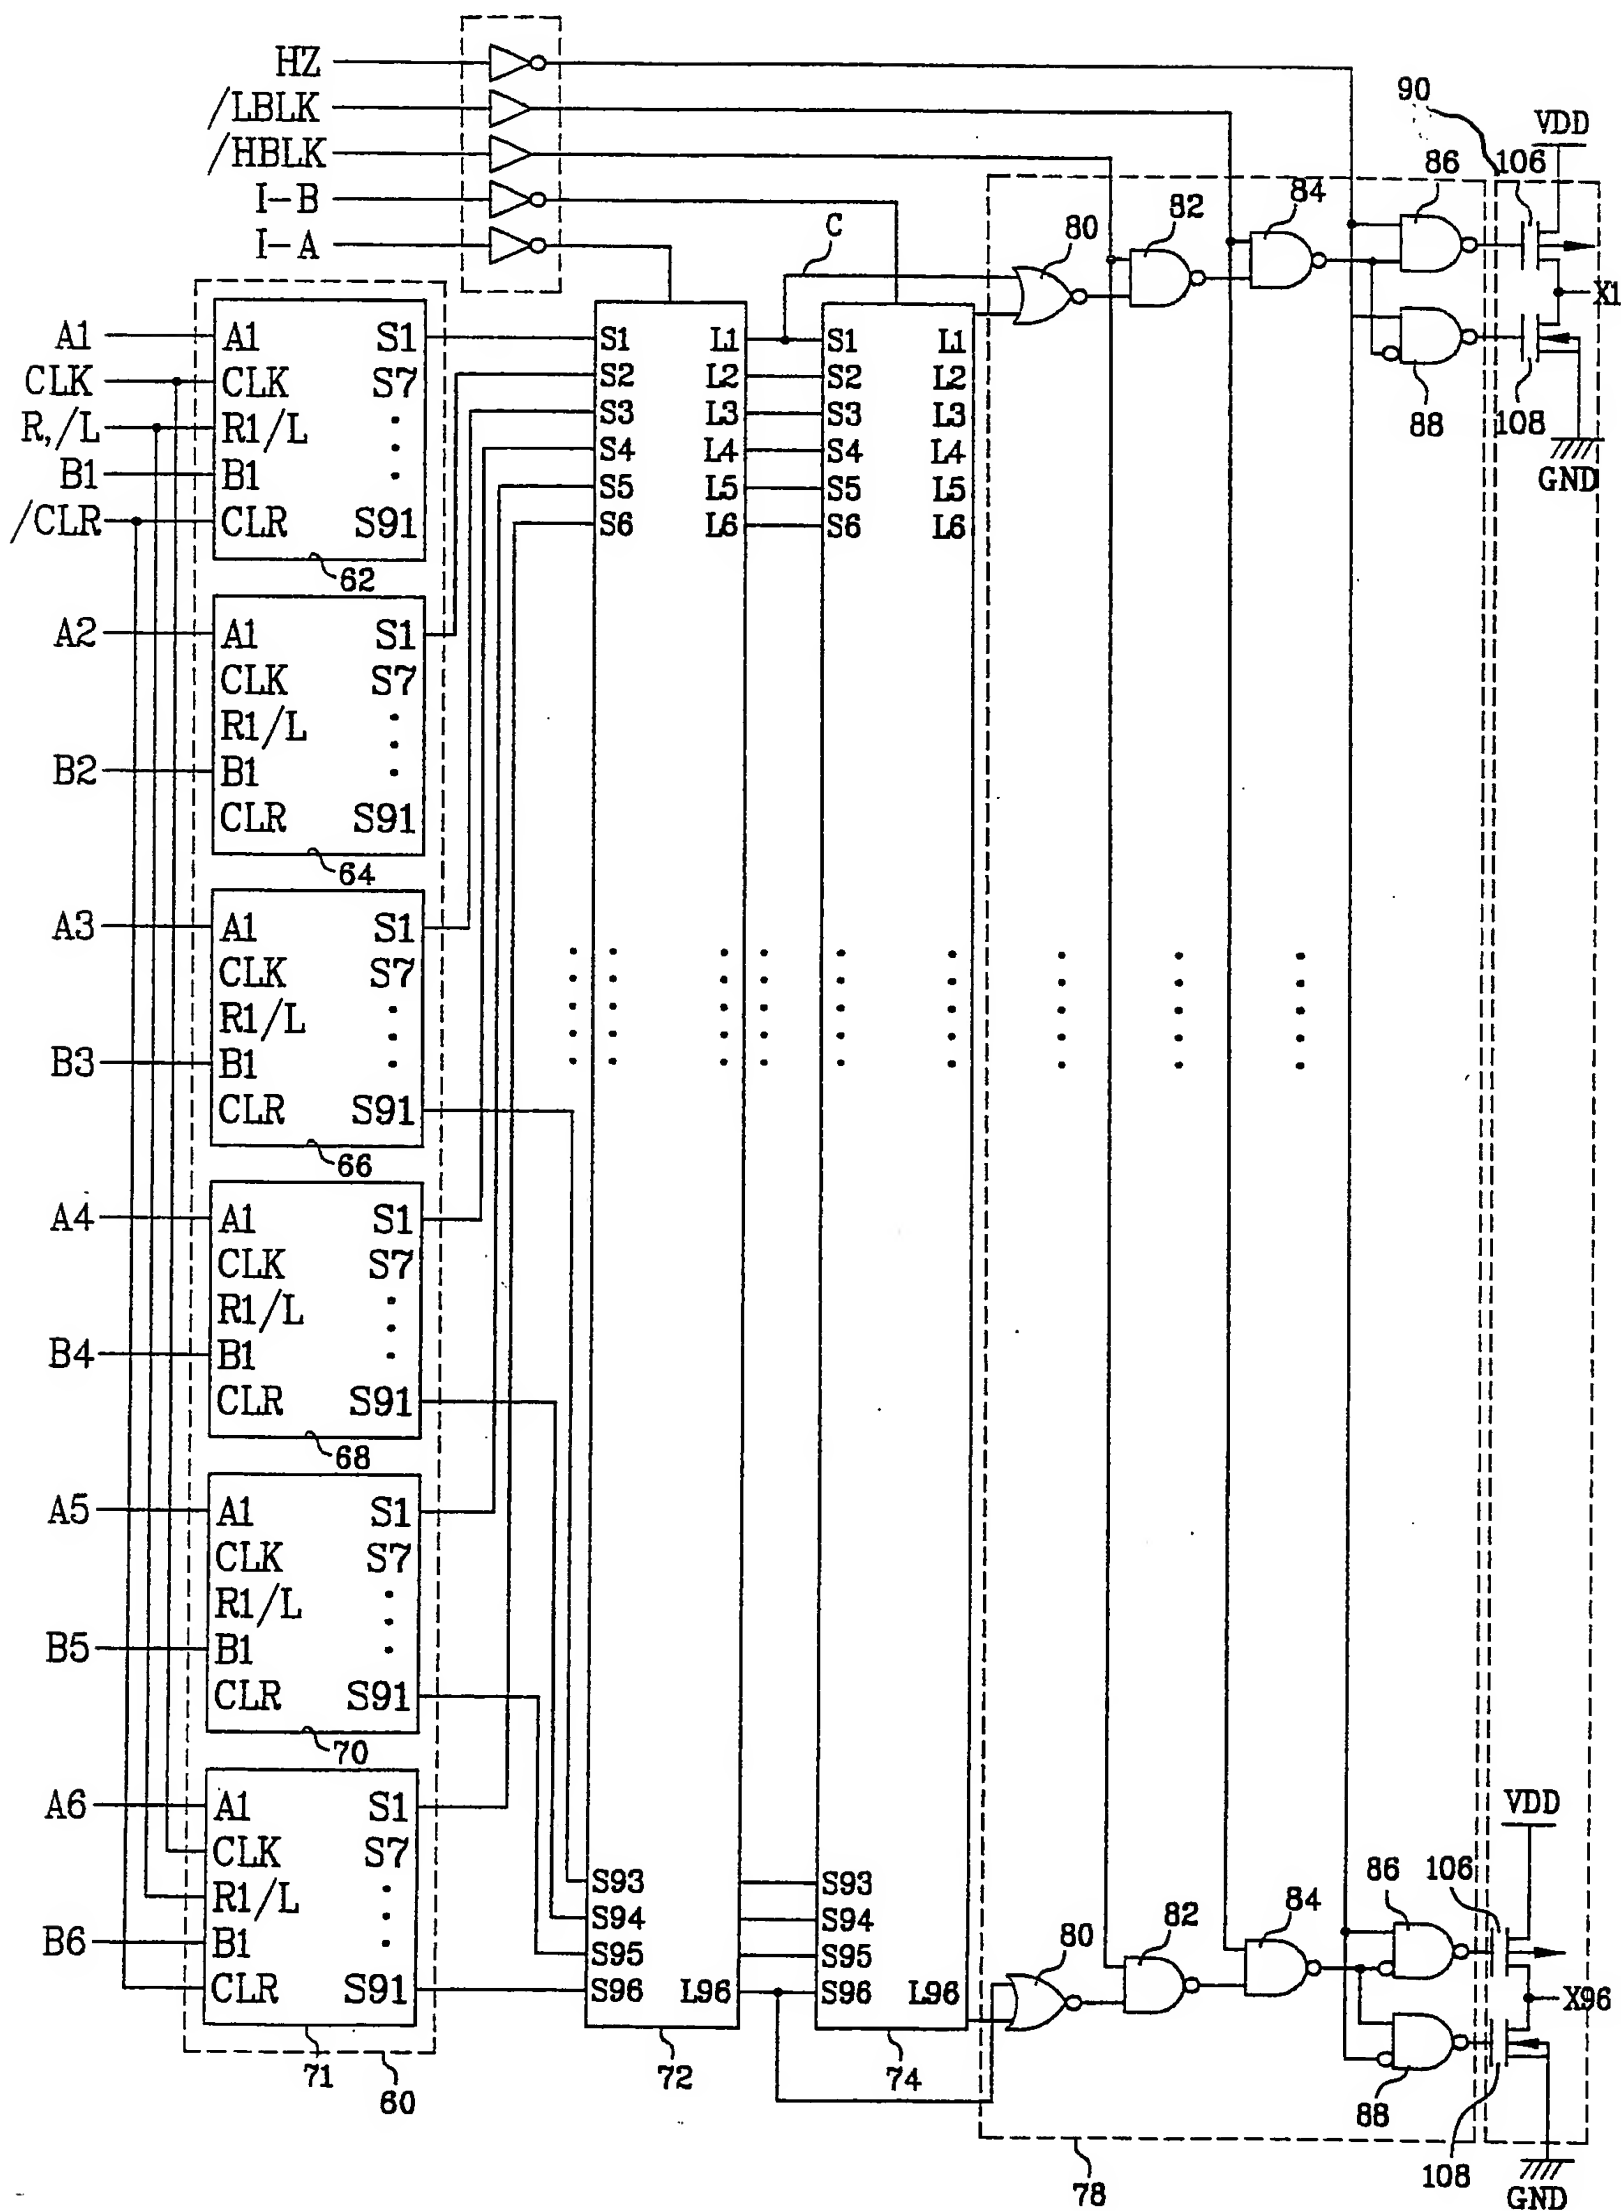 HZ
/LBLK
/HBLK
I-B
I-A
90
VDD
106
86
84
82
80
C
X1
88
108
GND
A1
CLK
R,/L
B1
/CLR
A1 S1
CLK S7
R1/L
B1
CLR S91
62
A2
B2
A1 S1
CLK S7
R1/L
B1
CLR S91
64
A3
B3
A1 S1
CLK S7
R1/L
B1
CLR S91
66
A4
B4
A1 S1
CLK S7
R1/L
B1
CLR S91
68
A5
B5
A1 S1
CLK S7
R1/L
B1
CLR S91
70
A6
B6
A1 S1
CLK S7
R1/L
B1
CLR S91
71
60
S1 L1
S2 L2
S3 L3
S4 L4
S5 L5
S6 L6
S93
S94
S95
S96 L96
72
S1 L1
S2 L2
S3 L3
S4 L4
S5 L5
S6 L6
S93
S94
S95
S96 L96
74
VDD
106
86
84
82
80
X96
88
108
GND
78